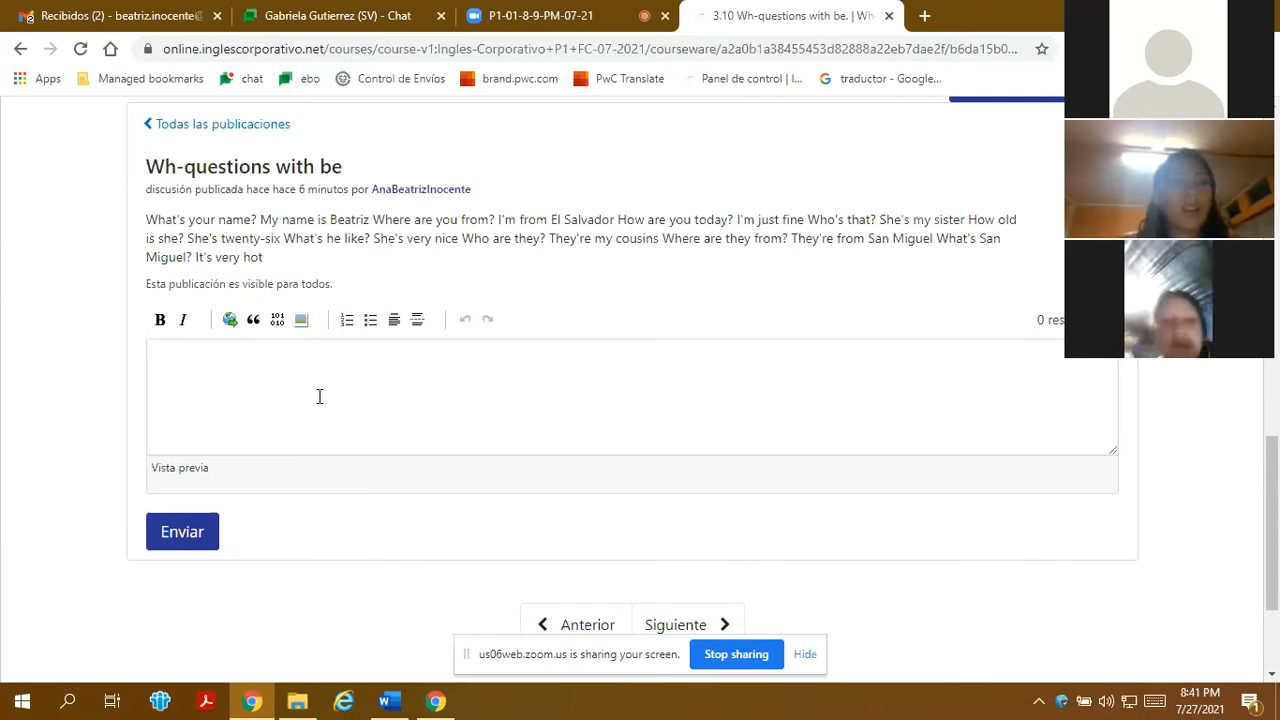 Recibidos (2) - beatriz.inocente@
Gabriela Gutierrez (SV) - Chat
P1-01-8-9-PM-07-21
3.10 Wh-questions with be. | Wh-
online.inglescorporativo.net/courses/course-v1:Ingles-Corporativo+P1+FC-07-2021/courseware/a2a0b1a38455453d82888a22eb7dae2f/b6da15b0...
Apps
Managed bookmarks
chat
ebo
Control de Envíos
brand.pwc.com
PwC Translate
Panel de control | I...
traductor - Google...
Todas las publicaciones
Wh-questions with be
discusión publicada hace hace 6 minutos por AnaBeatrizInocente
What's your name? My name is Beatriz Where are you from? I'm from El Salvador How are you today? I'm just fine Who's that? She's my sister How old
is she? She's twenty-six What's he like? She's very nice Who are they? They're my cousins Where are they from? They're from San Miguel What's San
Miguel? It's very hot
Esta publicación es visible para todos.
B I
101
010
0 res
Vista previa
Enviar
Anterior
Siguiente
us06web.zoom.us is sharing your screen.
Stop sharing
Hide
8:41 PM
7/27/2021